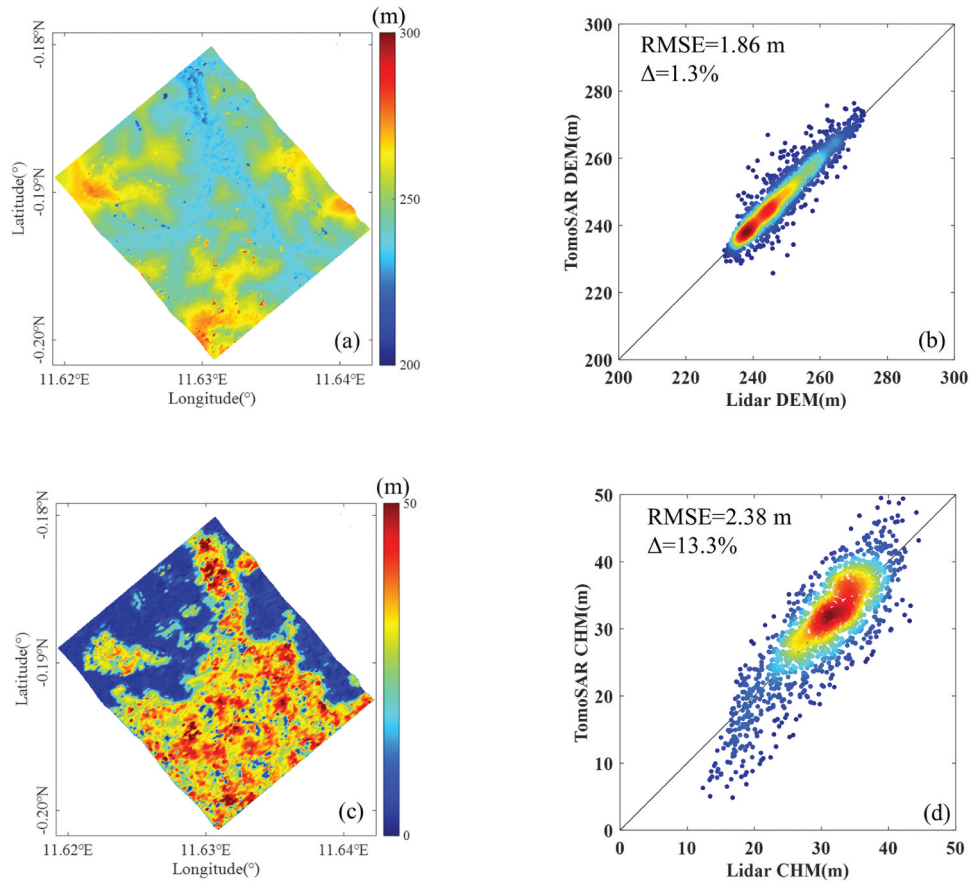 (m)
300
250
200
-0.18°N
-0.19°N
-0.20°N
Latitude(°)
11.62°E
11.63°E
11.64°E
Longitude(°)
(a)
RMSE=1.86 m
Δ=1.3%
300
280
260
240
220
200
TomoSAR DEM(m)
200
220
240
260
280
300
Lidar DEM(m)
(b)
(m)
50
0
-0.18°N
-0.19°N
-0.20°N
Latitude(°)
11.62°E
11.63°E
11.64°E
Longitude(°)
(c)
RMSE=2.38 m
Δ=13.3%
50
40
30
20
10
0
TomoSAR CHM(m)
0
10
20
30
40
50
Lidar CHM(m)
(d)